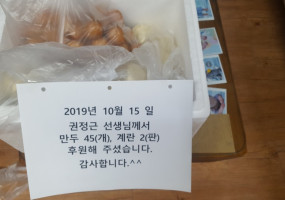 2019년 10월 15 일
권정근 선생님께서
만두 45(개), 계란 2(판)
후원해 주셨습니다.
감사합니다.^^